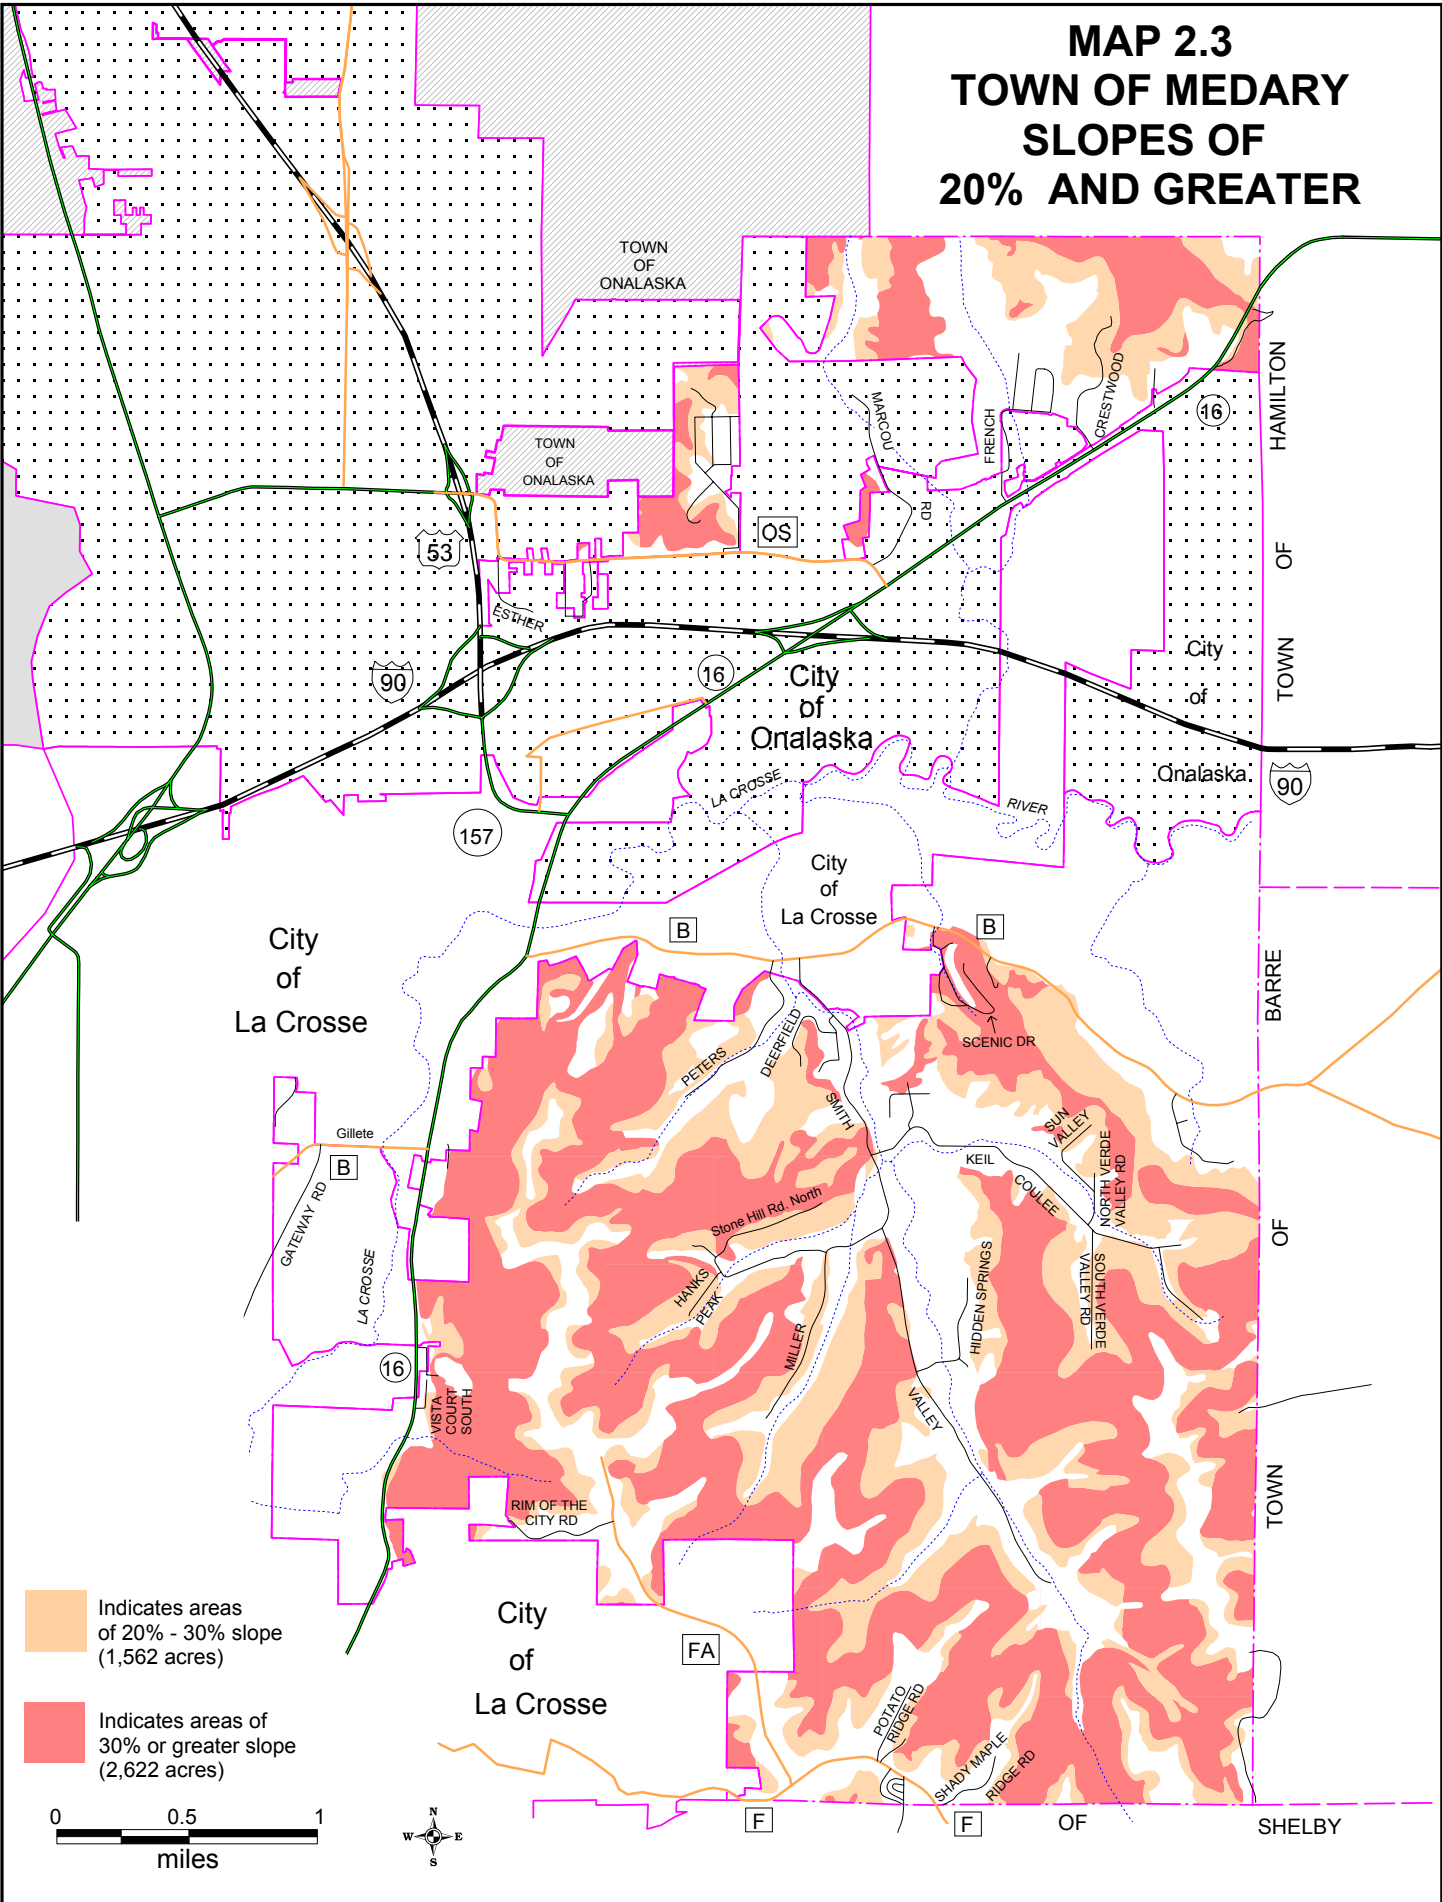 MAP 2.3
TOWN OF MEDARY
SLOPES OF
20% AND GREATER
TOWN
OF
ONALASKA
HAMILTON
OF
TOWN
16
CRESTWOOD
FRENCH
MARCOU
RD
TOWN
OF
ONALASKA
OS
53
ESTHER
90
16
City
of
Onalaska
City
of
Onalaska
90
LA CROSSE
RIVER
157
City
of
La Crosse
B
B
City
of
La Crosse
BARRE
OF
TOWN
SCENIC DR
PETERS
DEERFIELD
SMITH
SUN
VALLEY
KEIL
COULEE
NORTH VERDE
VALLEY RD
Gillete
B
GATEWAY RD
LA CROSSE
Stone Hill Rd. North
HANKS
PEAK
MILLER
HIDDEN SPRINGS
SOUTH VERDE
VALLEY RD
16
VISTA
COURT
SOUTH
VALLEY
RIM OF THE
CITY RD
City
of
La Crosse
FA
POTATO
RIDGE RD
SHADY MAPLE
RIDGE RD
F
F
OF
SHELBY
Indicates areas
of 20% - 30% slope
(1,562 acres)
Indicates areas of
30% or greater slope
(2,622 acres)
0 0.5 1
miles
N
W E
S